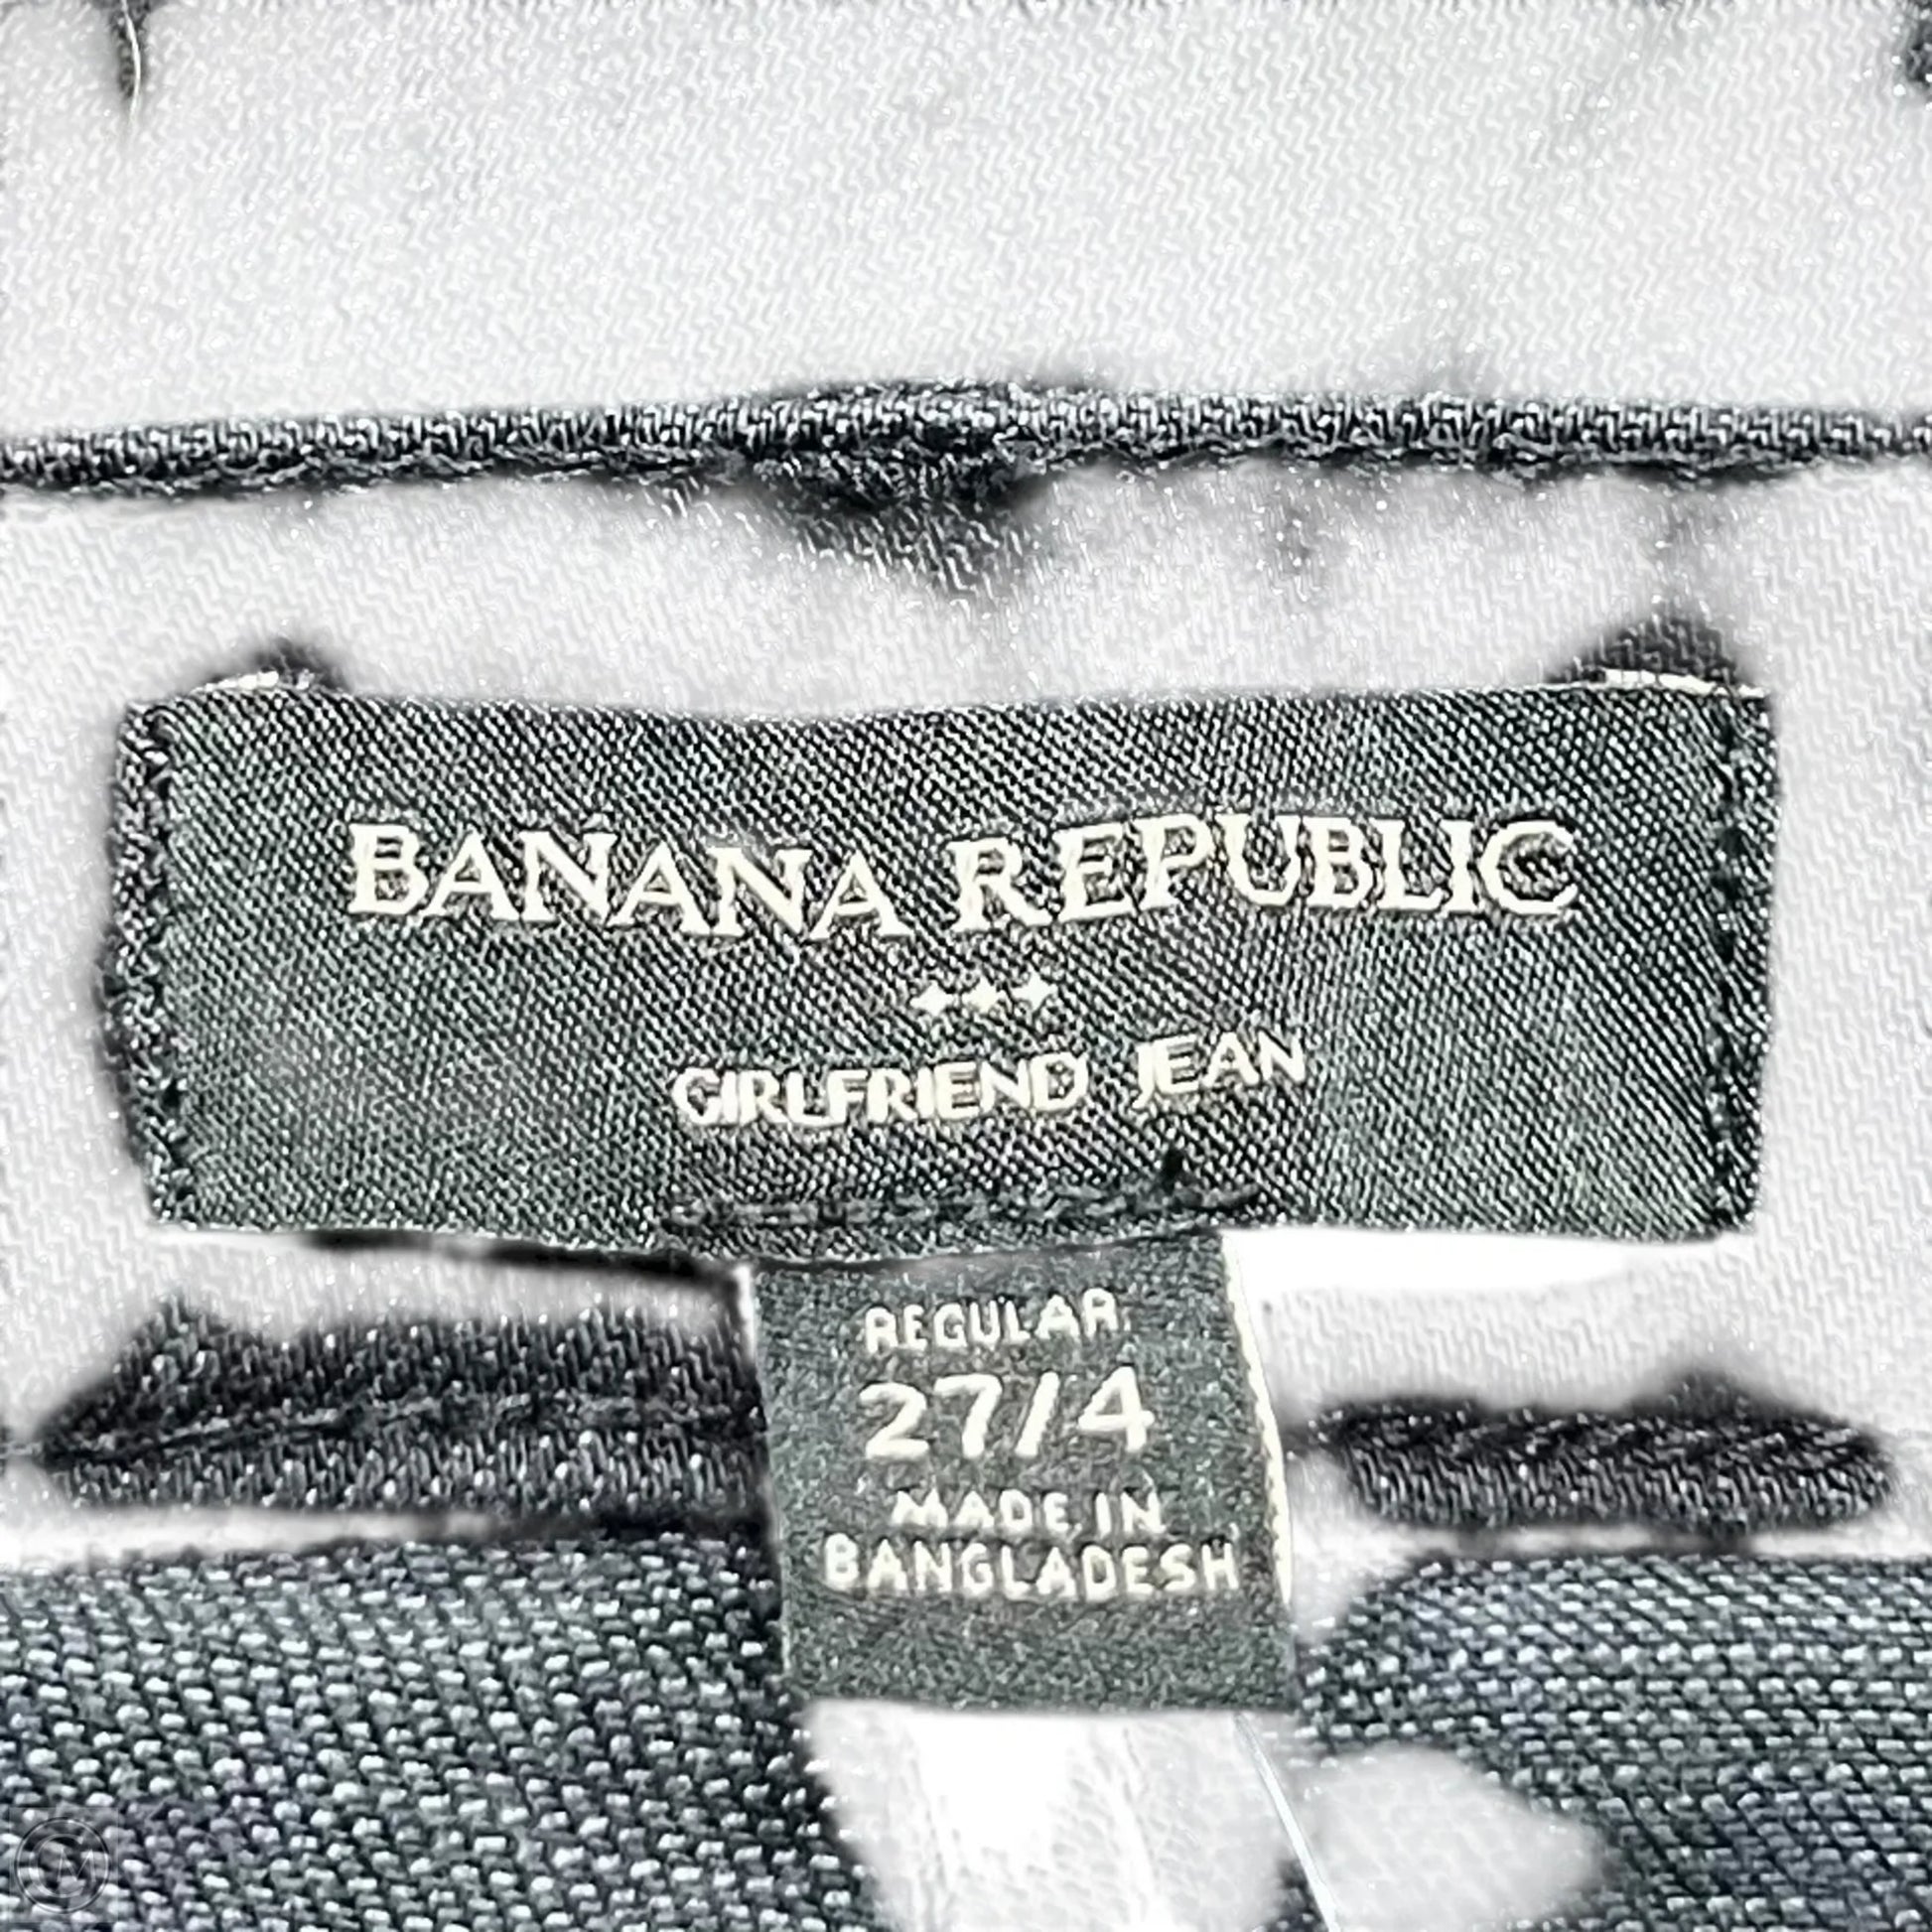 BANANA REPUBLIC
GIRLFRIEND JEAN
REGULAR
27/4
MADE IN
BANGLADESH